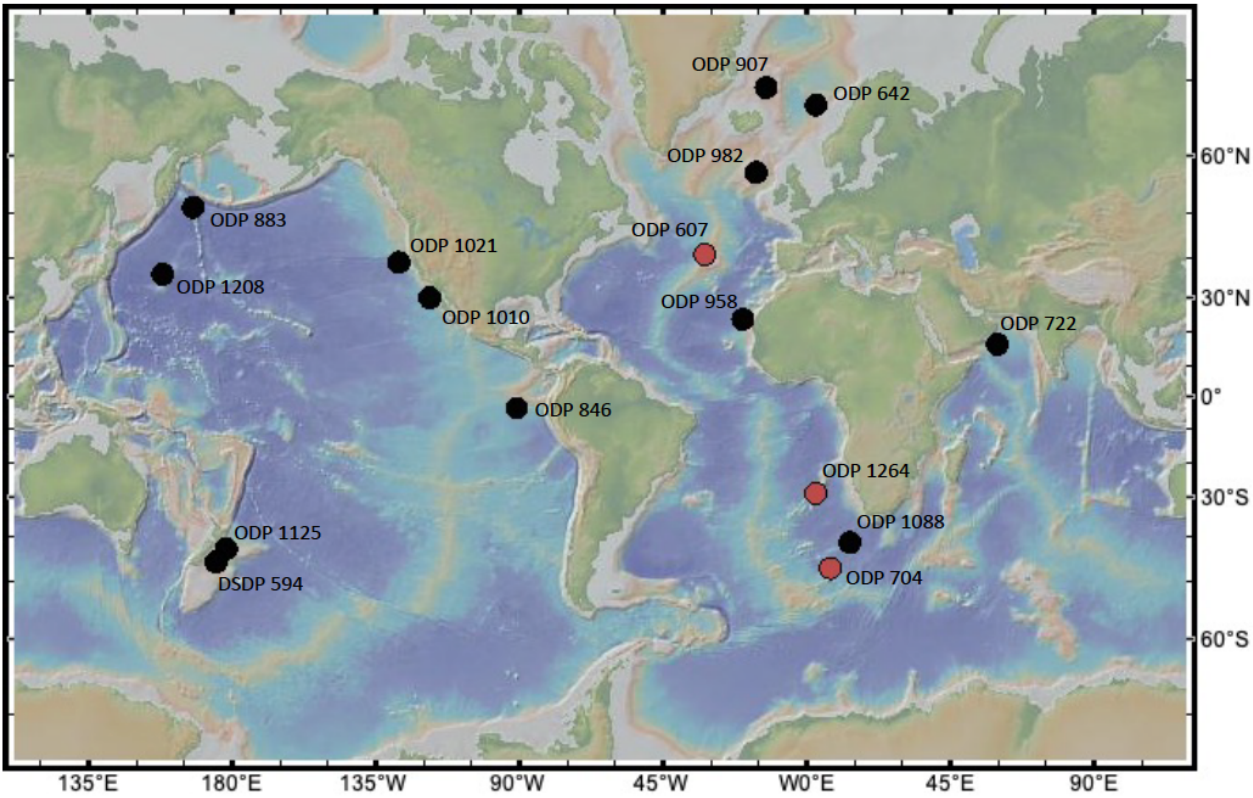 ODP 907
ODP 642
ODP 982
60°N
ODP 883
ODP 607
ODP 1021
ODP 1208
ODP 958
30°N
ODP 1010
ODP 722
0°
ODP 846
ODP 1264
30°S
ODP 1088
ODP 1125
ODP 704
DSDP 594
60°S
135°E 180°W 135°W 90°W 45°W 00°W 45°E 90°E